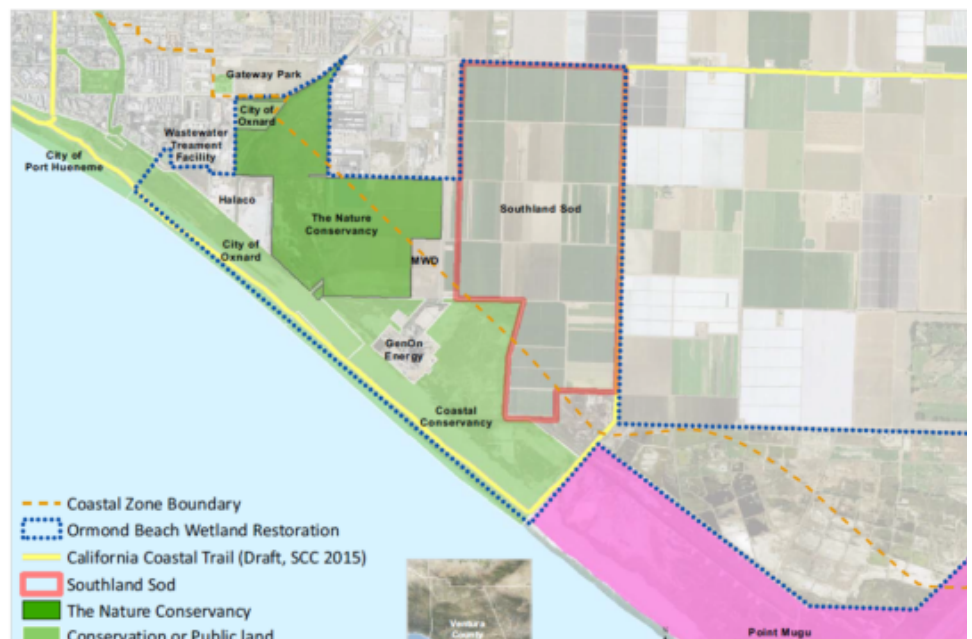 Gateway Park
City of
Oxnard
Wastewater
Treament
Facility
City of
Port Hueneme
Halaco
The Nature
Conservancy
Southland Sod
City of
Oxnard
MWD
GenOn
Energy
Coastal
Conservancy
Coastal Zone Boundary
Ormond Beach Wetland Restoration
California Coastal Trail (Draft, SCC 2015)
Southland Sod
The Nature Conservancy
Conservation or Public land
Ventura
County
Point Mugu